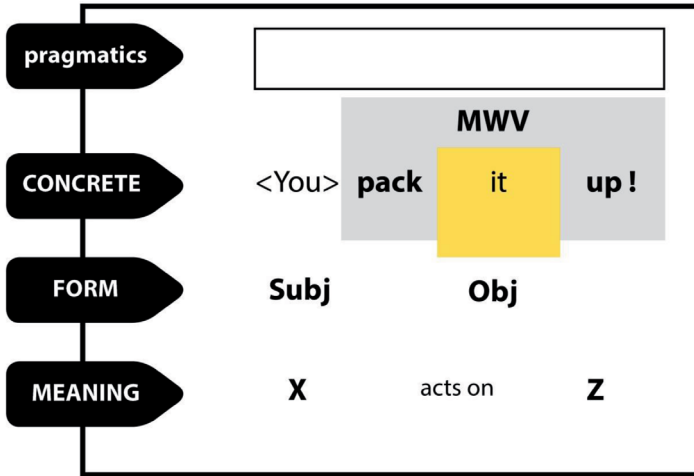 pragmatics
MWV
CONCRETE <You> pack it up !
FORM Subj Obj
MEANING X acts on Z